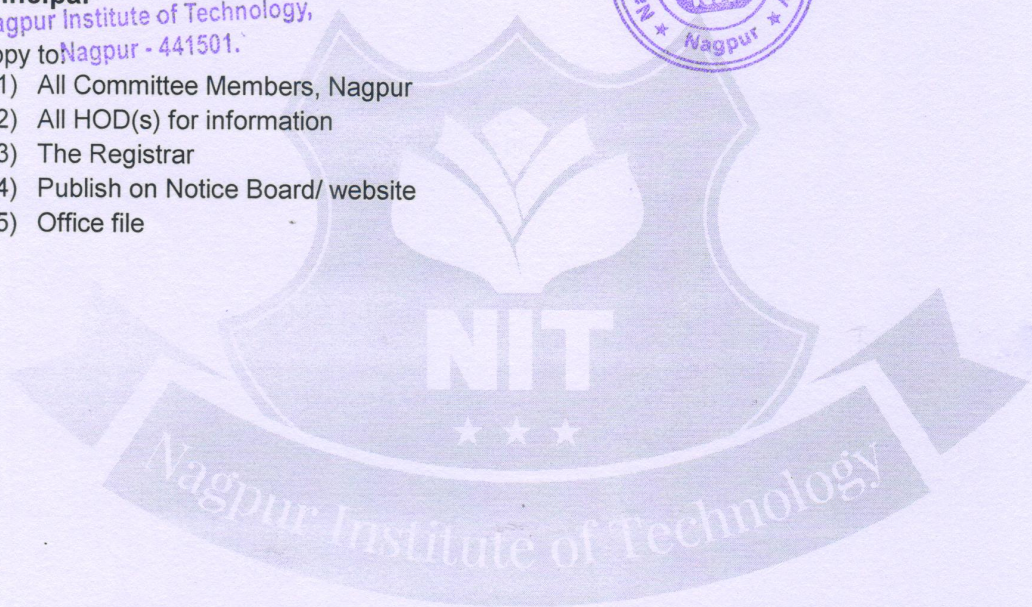 Nagpur Institute of Technology,
Nagpur - 441501.
1) All Committee Members, Nagpur
2) All HOD(s) for information
3) The Registrar
4) Publish on Notice Board/ website
5) Office file
Nagpur
NIT
Nagpur Institute of Technology